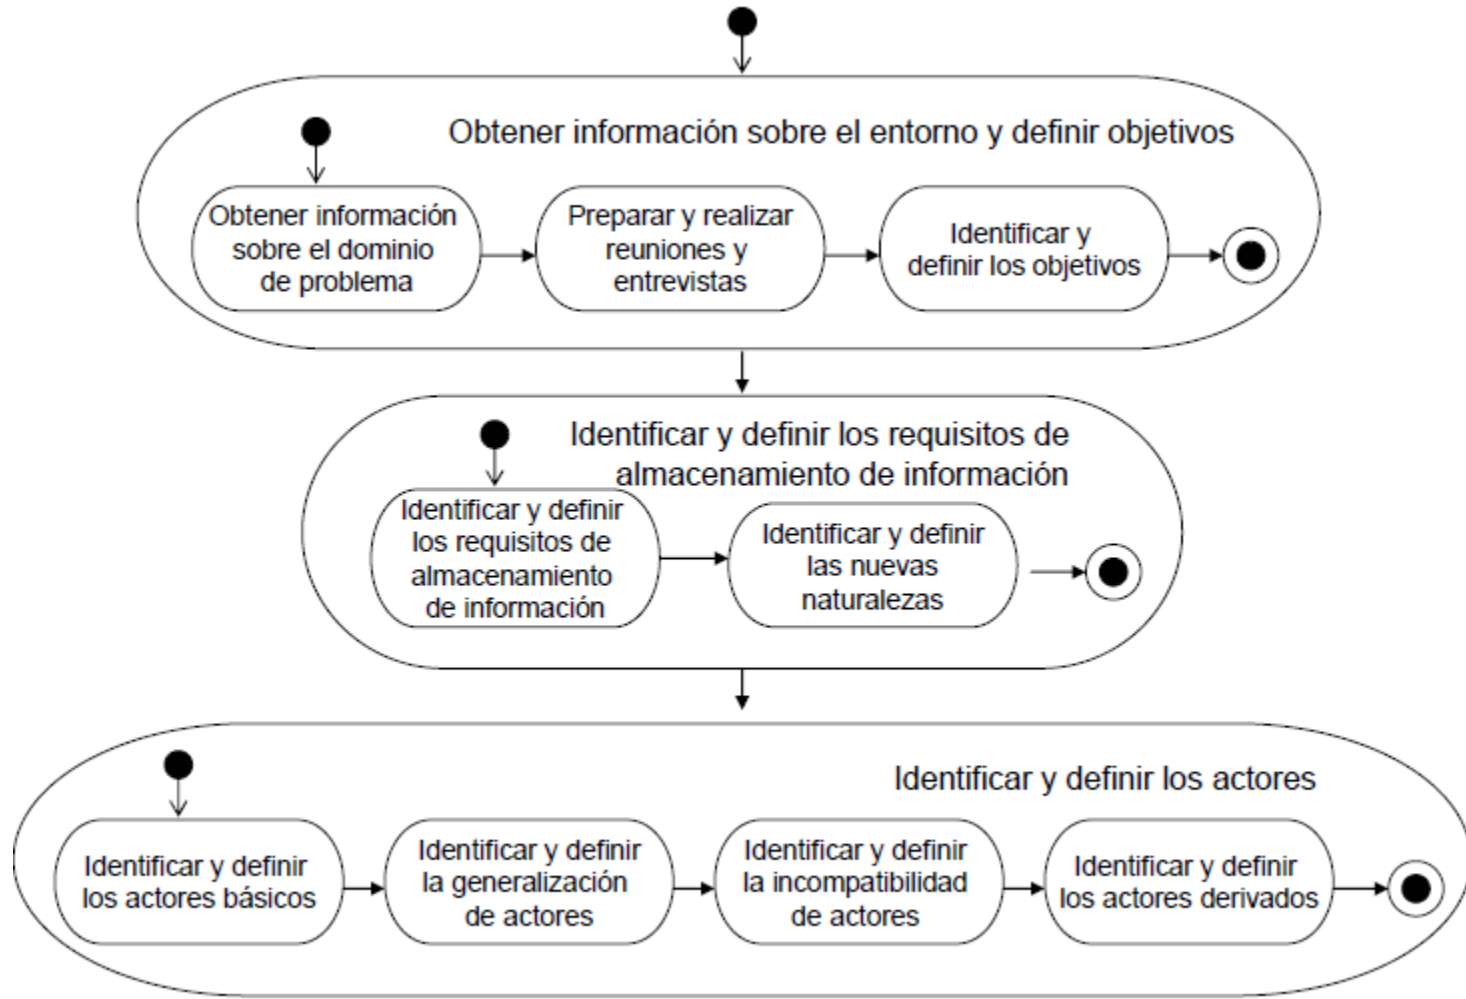 Obtener información sobre el entorno y definir objetivos
Obtener información
sobre el dominio
de problema
Preparar y realizar
reuniones y
entrevistas
Identificar y
definir los objetivos
Identificar y definir los requisitos de
almacenamiento de información
Identificar y definir
los requisitos de
almacenamiento
de información
Identificar y definir
las nuevas
naturalezas
Identificar y definir los actores
Identificar y definir
los actores básicos
Identificar y definir
la generalización
de actores
Identificar y definir
la incompatibilidad
de actores
Identificar y definir
los actores derivados